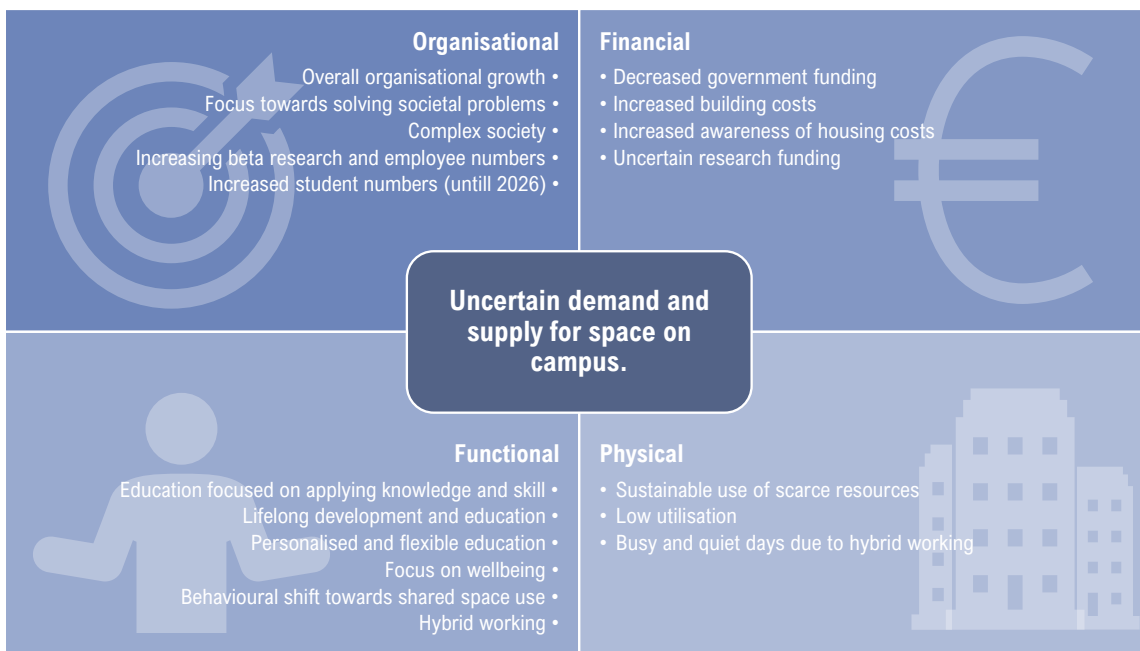 Organisational
Overall organisational growth •
Focus towards solving societal problems •
Complex society •
Increasing beta research and employee numbers •
Increased student numbers (untill 2026) •
Financial
• Decreased government funding
• Increased building costs
• Increased awareness of housing costs
• Uncertain research funding
Uncertain demand and
supply for space on
campus.
Functional
Education focused on applying knowledge and skill •
Lifelong development and education •
Personalised and flexible education •
Focus on wellbeing •
Behavioural shift towards shared space use •
Hybrid working •
Physical
• Sustainable use of scarce resources
• Low utilisation
• Busy and quiet days due to hybrid working